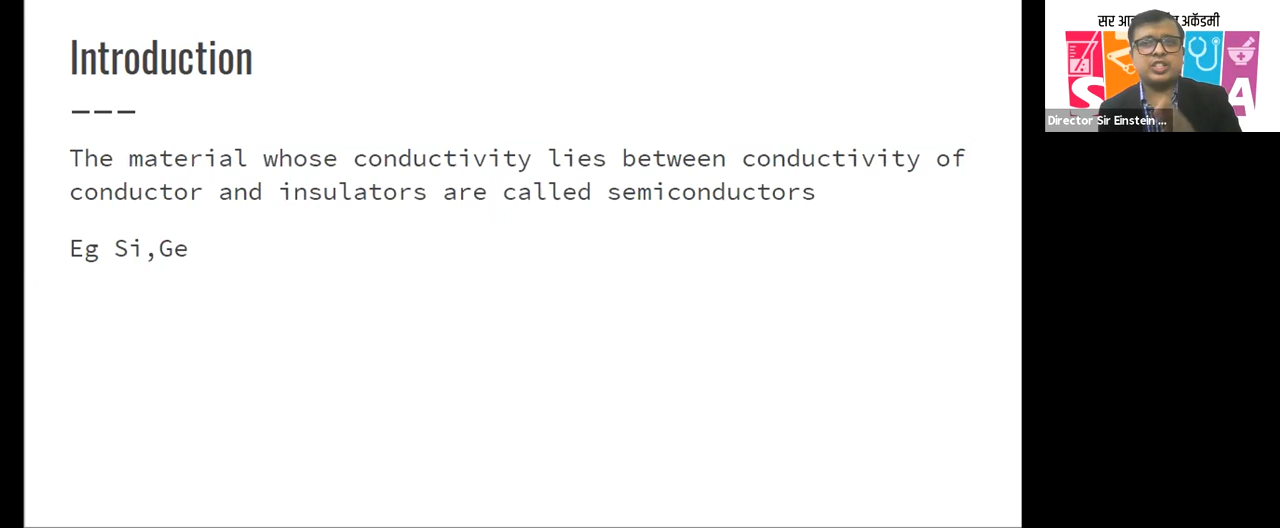 Introduction
The material whose conductivity lies between conductivity of
conductor and insulators are called semiconductors
Eg Si,Ge
सर अकॅडमी
S A
Director Sir Einstein ...